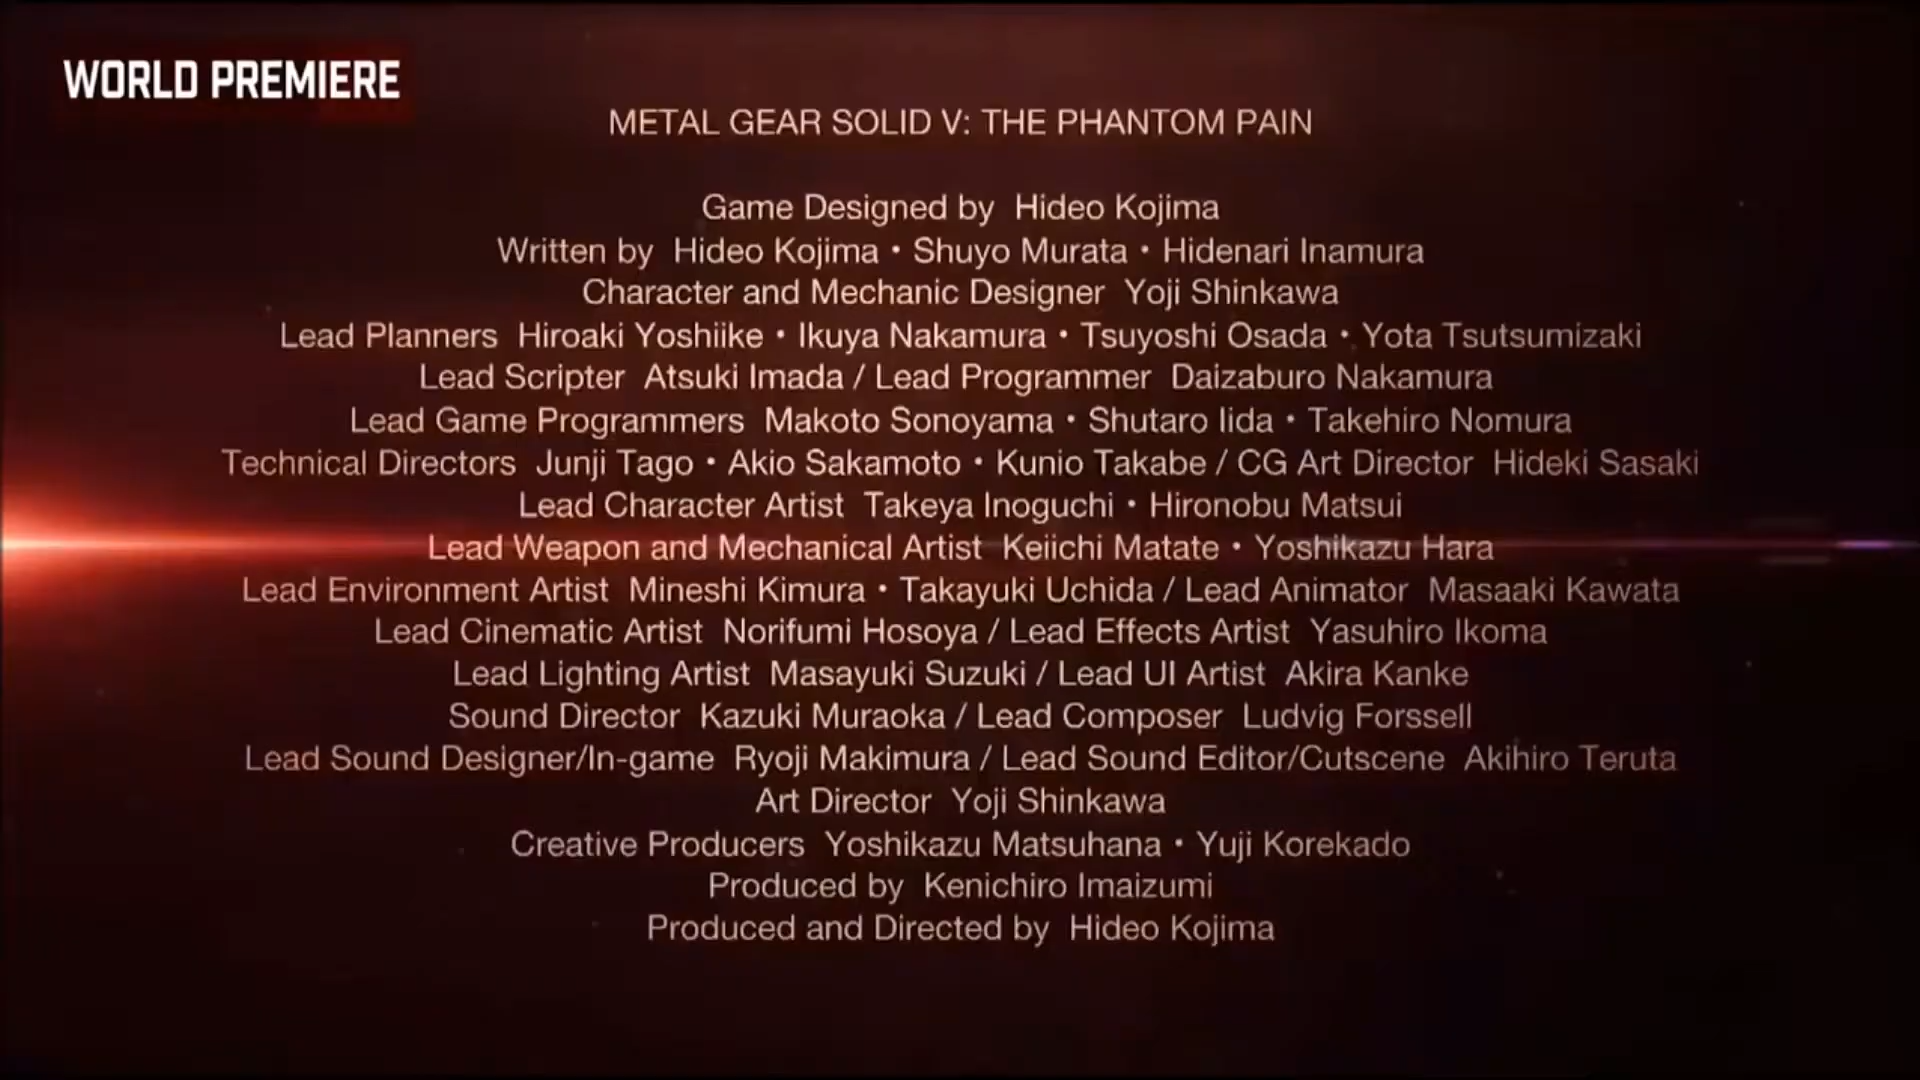 WORLD PREMIERE
METAL GEAR SOLID V: THE PHANTOM PAIN
Game Designed by Hideo Kojima
Written by Hideo Kojima・Shuyo Murata・Hidenari Inamura
Character and Mechanic Designer Yoji Shinkawa
Lead Planners Hiroaki Yoshiike・Ikuya Nakamura・Tsuyoshi Osada・Yota Tsutsumizaki
Lead Scripter Atsuki Imada / Lead Programmer Daizaburo Nakamura
Lead Game Programmers Makoto Sonoyama・Shutaro Iida・Takehiro Nomura
Technical Directors Junji Tago・Akio Sakamoto・Kunio Takabe / CG Art Director Hideki Sasaki
Lead Character Artist Takeya Inoguchi・Hironobu Matsui
Lead Weapon and Mechanical Artist Keiichi Matate・Yoshikazu Hara
Lead Environment Artist Mineshi Kimura・Takayuki Uchida / Lead Animator Masaaki Kawata
Lead Cinematic Artist Norifumi Hosoya / Lead Effects Artist Yasuhiro Ikoma
Lead Lighting Artist Masayuki Suzuki / Lead UI Artist Akira Kanke
Sound Director Kazuki Muraoka / Lead Composer Ludvig Forssell
Lead Sound Designer/In-game Ryoji Makimura / Lead Sound Editor/Cutscene Akihiro Teruta
Art Director Yoji Shinkawa
Creative Producers Yoshikazu Matsuhana・Yuji Korekado
Produced by Kenichiro Imaizumi
Produced and Directed by Hideo Kojima